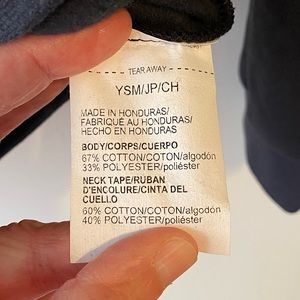 TEAR AWAY
YSM/JP/CH
MADE IN HONDURAS/
FABRIQUÉ AU HONDURAS/
HECHO EN HONDURAS
BODY/CORPS/CUERPO
67% COTTON/COTON/algodón
33% POLYESTER/poliéster
NECK TAPE/RUBAN
D'ENCOLURE/CINTA DEL
CUELLO
60% COTTON/COTON/algodón
40% POLYESTER/poliéster